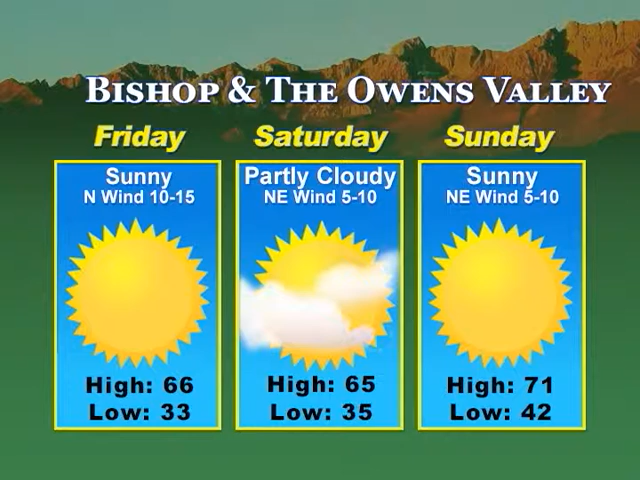 BISHOP & THE OWENS VALLEY
Friday Saturday Sunday
Sunny
N Wind 10-15
High: 66
Low: 33
Partly Cloudy
NE Wind 5-10
High: 65
Low: 35
Sunny
NE Wind 5-10
High: 71
Low: 42